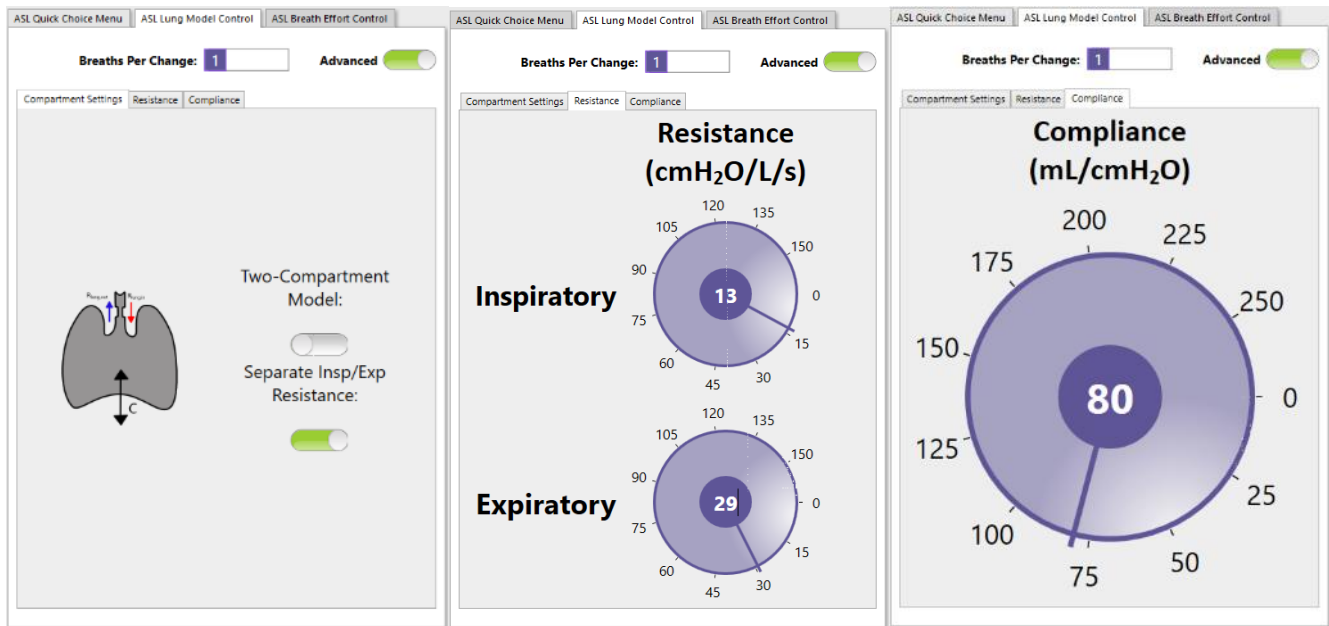 ASL Quick Choice Menu ASL Lung Model Control ASL Breath Effort Control
Breaths Per Change: 1 Advanced
Compartment Settings Resistance Compliance
Two-Compartment
Model:
Separate Insp/Exp
Resistance:
C
ASL Quick Choice Menu ASL Lung Model Control ASL Breath Effort Control
Breaths Per Change: 1 Advanced
Compartment Settings Resistance Compliance
Resistance
(cmH₂O/L/s)
Inspiratory
120
135
105
150
90
13
0
75
15
60
30
45
Expiratory
120
135
105
150
90
29
0
75
15
60
30
45
ASL Quick Choice Menu ASL Lung Model Control ASL Breath Effort Control
Breaths Per Change: 1 Advanced
Compartment Settings Resistance Compliance
Compliance
(mL/cmH₂O)
200
225
175
250
150
80
0
125
25
100
50
75